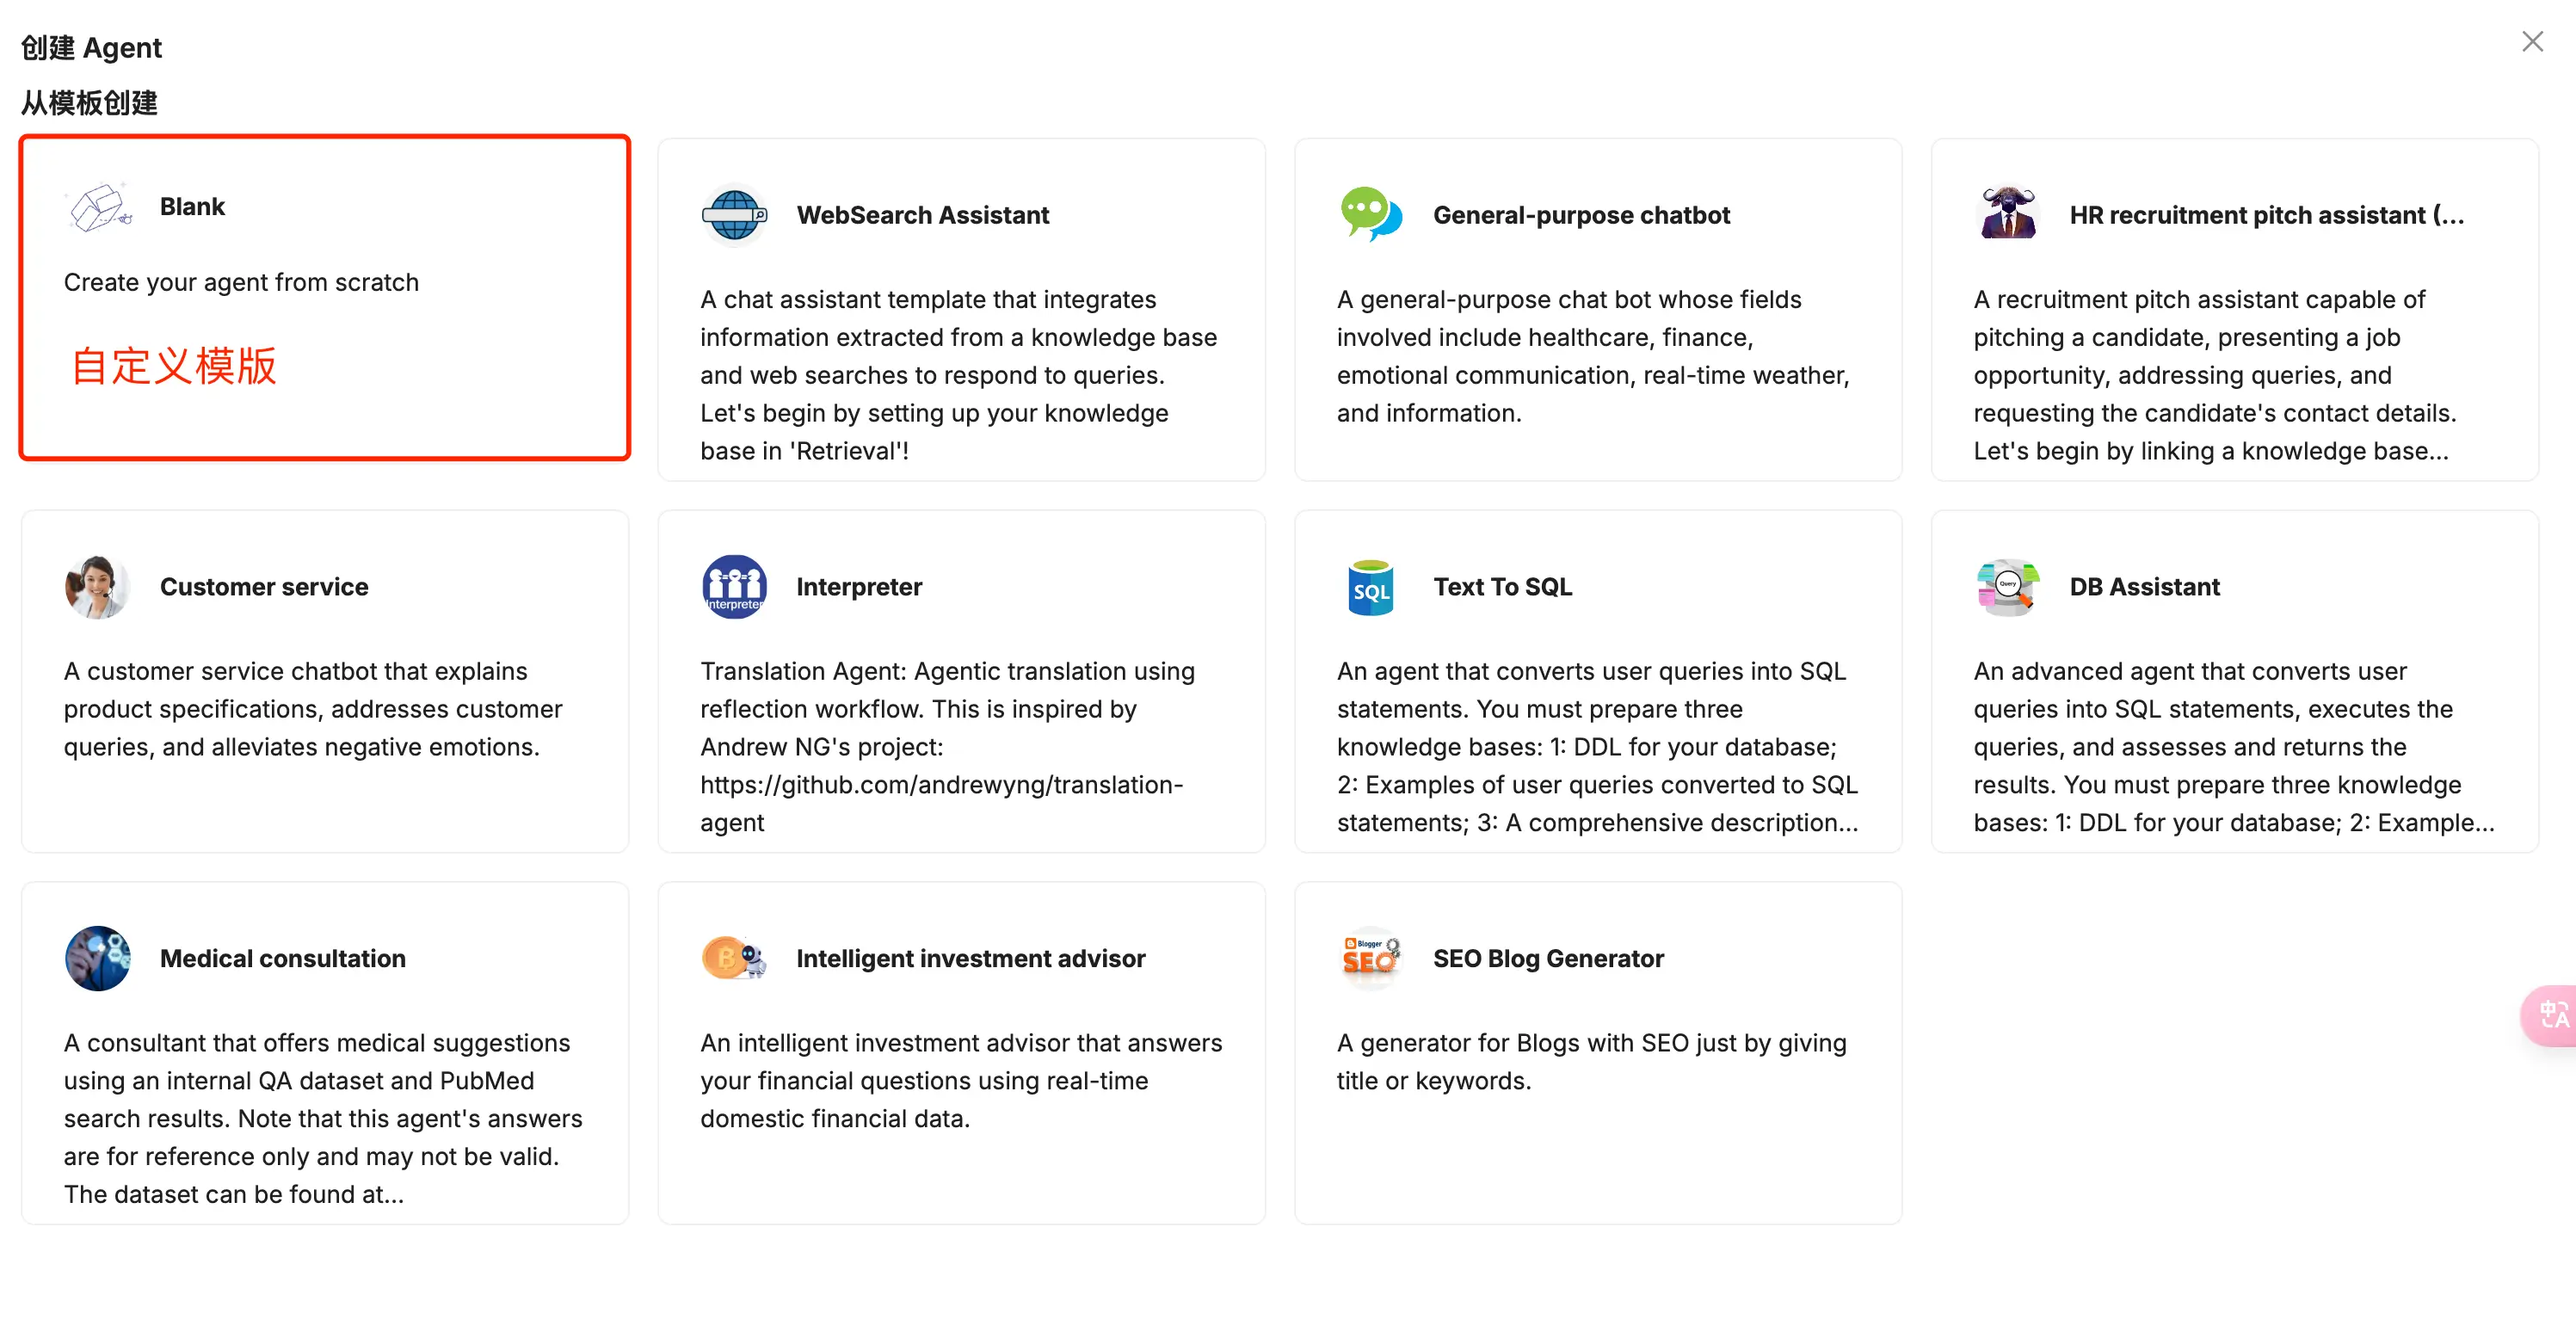 创建 Agent
从模板创建
Blank
Create your agent from scratch
自定义模版
WebSearch Assistant
A chat assistant template that integrates
information extracted from a knowledge base
and web searches to respond to queries.
Let's begin by setting up your knowledge
base in 'Retrieval'!
General-purpose chatbot
A general-purpose chat bot whose fields
involved include healthcare, finance,
emotional communication, real-time weather,
and information.
HR recruitment pitch assistant (...
A recruitment pitch assistant capable of
pitching a candidate, presenting a job
opportunity, addressing queries, and
requesting the candidate's contact details.
Let's begin by linking a knowledge base...
Customer service
A customer service chatbot that explains
product specifications, addresses customer
queries, and alleviates negative emotions.
Interpreter
Interpreter
Translation Agent: Agentic translation using
reflection workflow. This is inspired by
Andrew NG's project:
https://github.com/andrewyng/translation-
agent
SQL
Text To SQL
An agent that converts user queries into SQL
statements. You must prepare three
knowledge bases: 1: DDL for your database;
2: Examples of user queries converted to SQL
statements; 3: A comprehensive description...
Query
DB Assistant
An advanced agent that converts user
queries into SQL statements, executes the
queries, and assesses and returns the
results. You must prepare three knowledge
bases: 1: DDL for your database; 2: Example...
Medical consultation
A consultant that offers medical suggestions
using an internal QA dataset and PubMed
search results. Note that this agent's answers
are for reference only and may not be valid.
The dataset can be found at...
Intelligent investment advisor
An intelligent investment advisor that answers
your financial questions using real-time
domestic financial data.
Blogger
SEO
SEO Blog Generator
A generator for Blogs with SEO just by giving
title or keywords.
中A